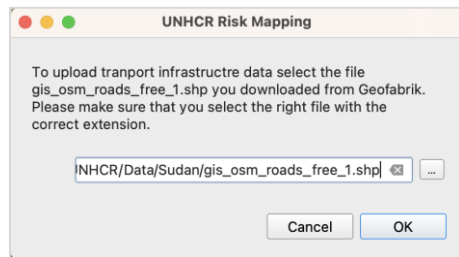 UNHCR Risk Mapping
To upload tranport infrastructre data select the file
gis_osm_roads_free_1.shp you downloaded from Geofabrik.
Please make sure that you select the right file with the
correct extension.
JNHCR/Data/Sudan/gis_osm_roads_free_1.shp ...
Cancel OK